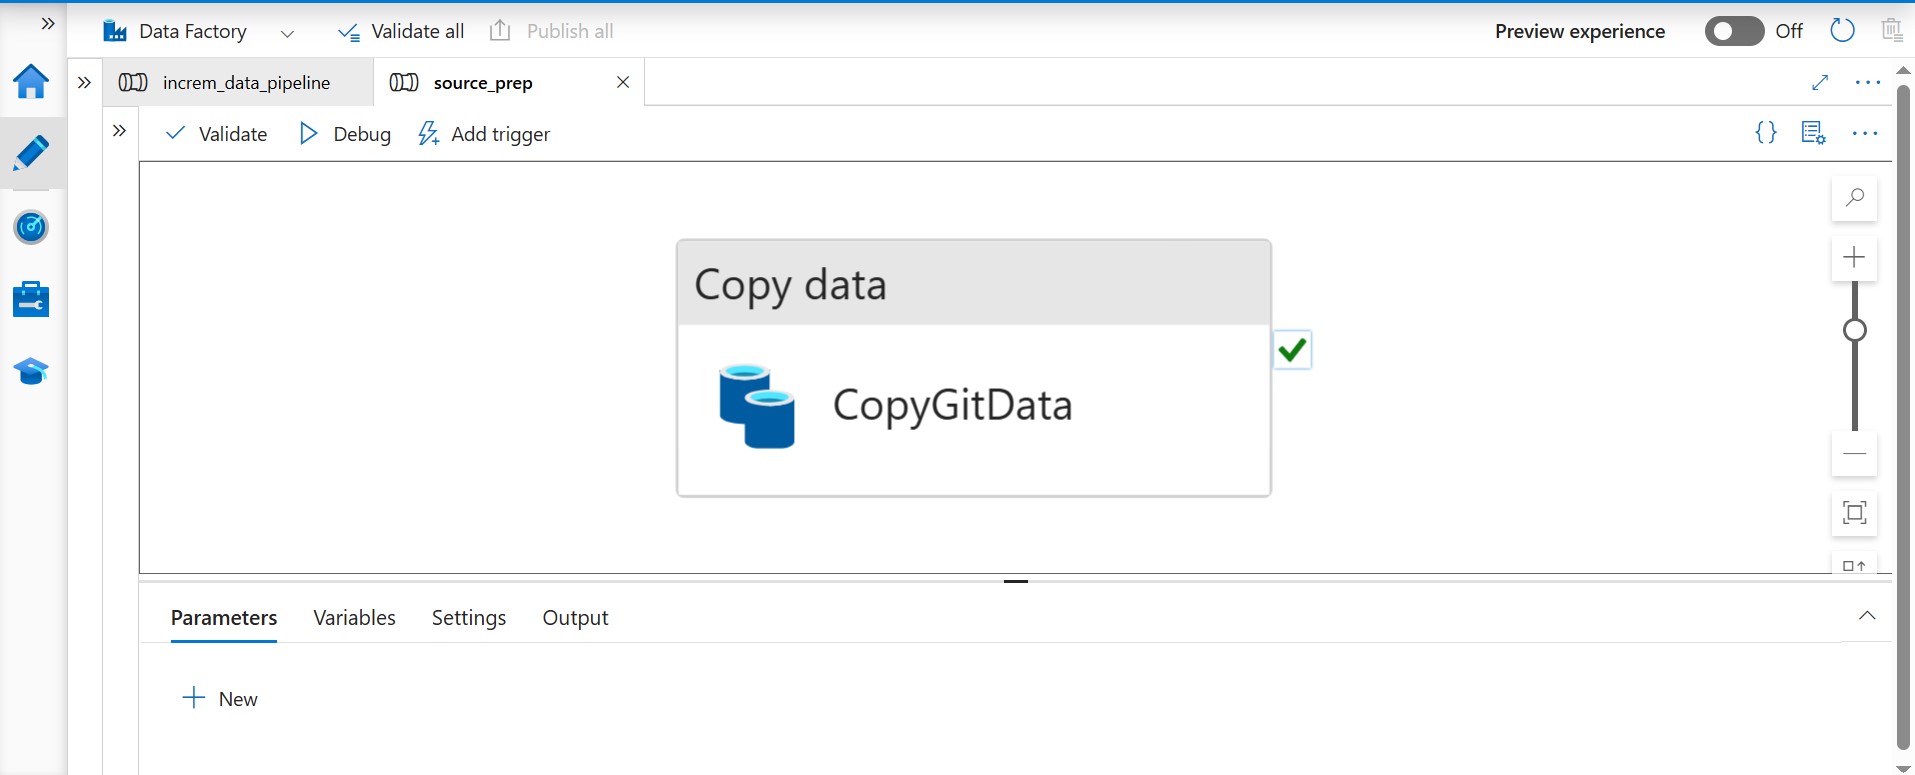 Data Factory
Validate all
Publish all
Preview experience
Off
increm_data_pipeline
source_prep
Validate
Debug
Add trigger
{}
Copy data
CopyGitData
Parameters
Variables
Settings
Output
New